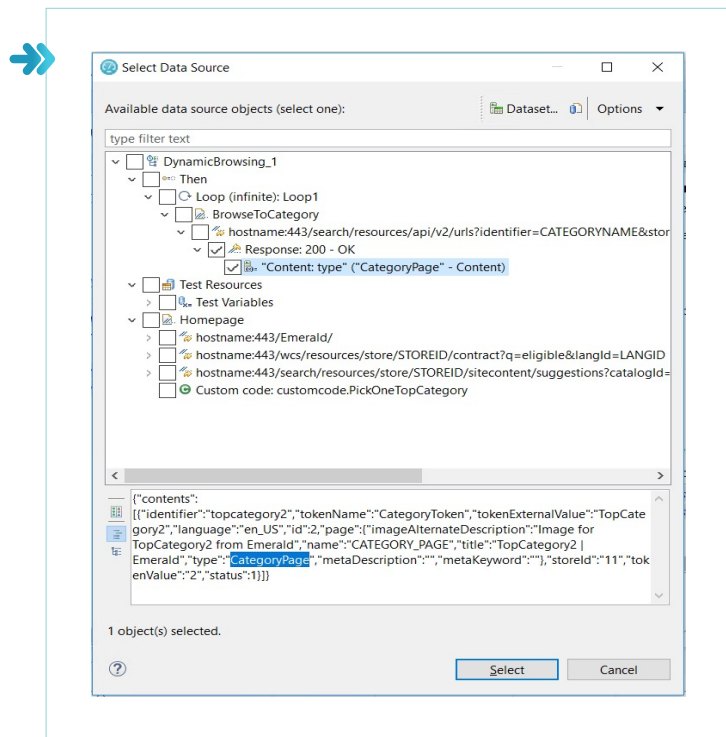 Select Data Source
Available data source objects (select one):
Dataset...
Options
type filter text
DynamicBrowsing_1
Then
Loop (infinite): Loop1
BrowseToCategory
hostname:443/search/resources/api/v2/urls?identifier=CATEGORYNAME&stor
Response: 200 - OK
"Content: type" ("CategoryPage" - Content)
Test Resources
Test Variables
Homepage
hostname:443/Emerald/
hostname:443/wcs/resources/store/STOREID/contract?q=eligible&langId=LANGID
hostname:443/search/resources/store/STOREID/sitecontent/suggestions?catalogId=
Custom code: customcode.PickOneTopCategory
{"contents":
[{"identifier":"topcategory2","tokenName":"CategoryToken","tokenExternalValue":"TopCate
gory2","language":"en_US","id":2,"page":{"imageAlternateDescription":"Image for
TopCategory2 from Emerald","name":"CATEGORY_PAGE","title":"TopCategory2 |
Emerald","type":"CategoryPage","metaDescription":"","metaKeyword":""},"storeId":"11","tok
enValue":"2","status":1}]}
1 object(s) selected.
Select
Cancel